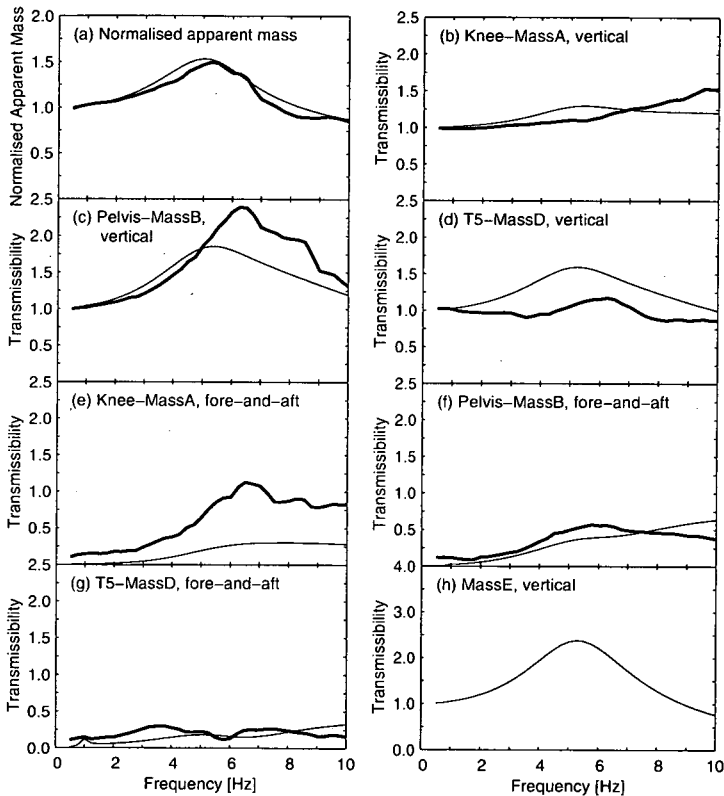 (a) Normalised apparent mass
Normalised Apparent Mass
2.0
1.5
1.0
0.5
2.5
(b) Knee-MassA, vertical
Transmissibility
2.5
2.0
1.5
1.0
0.5
2.5
(c) Pelvis-MassB,
vertical
Transmissibility
2.0
1.5
1.0
0.5
2.5
(d) T5-MassD, vertical
Transmissibility
2.0
1.5
1.0
0.5
2.5
(e) Knee-MassA, fore-and-aft
Transmissibility
2.0
1.5
1.0
0.5
2.5
(f) Pelvis-MassB, fore-and-aft
Transmissibility
2.0
1.5
1.0
0.5
4.0
(g) T5-MassD, fore-and-aft
Transmissibility
2.0
1.5
1.0
0.5
0.0
0 2 4 6 8 10
Frequency [Hz]
(h) MassE, vertical
Transmissibility
3.0
2.0
1.0
0.0
0 2 4 6 8 10
Frequency [Hz]